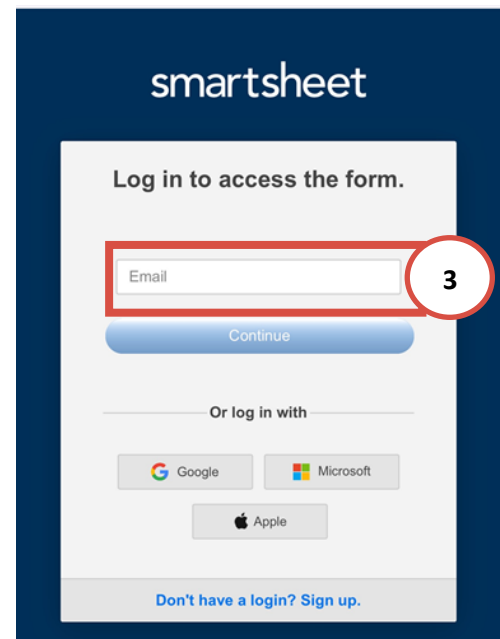 smartsheet
Log in to access the form.
Email
3
Continue
Or log in with
Google
Microsoft
Apple
Don't have a login? Sign up.